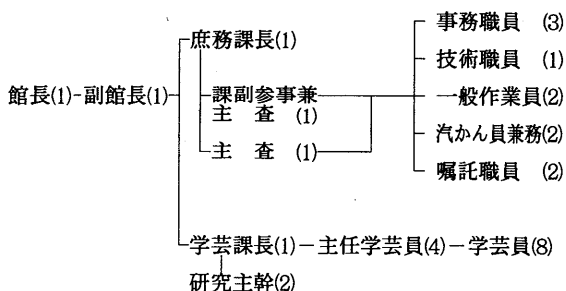 庶務課長(1)
館長(1)-副館長(1)
課副参事兼
主　査　(1)
主　査　(1)
事務職員　(3)
技術職員　(1)
一般作業員(2)
汽かん員兼務(2)
嘱託職員　(2)
学芸課長(1)－主任学芸員(4)－学芸員(8)
研究主幹(2)